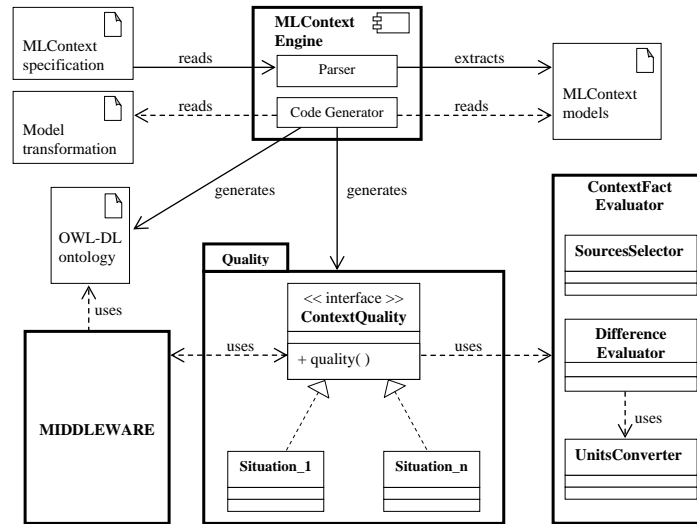 MLContext
specification
reads
MLContext
Engine
Parser
extracts
MLContext
models
Model
transformation
reads
Code Generator
reads
generates
generates
OWL-DL
ontology
uses
MIDDLEWARE
uses
Quality
<< interface >>
ContextQuality
+ quality( )
Situation_1
Situation_n
uses
ContextFact
Evaluator
SourcesSelector
Difference
Evaluator
uses
UnitsConverter